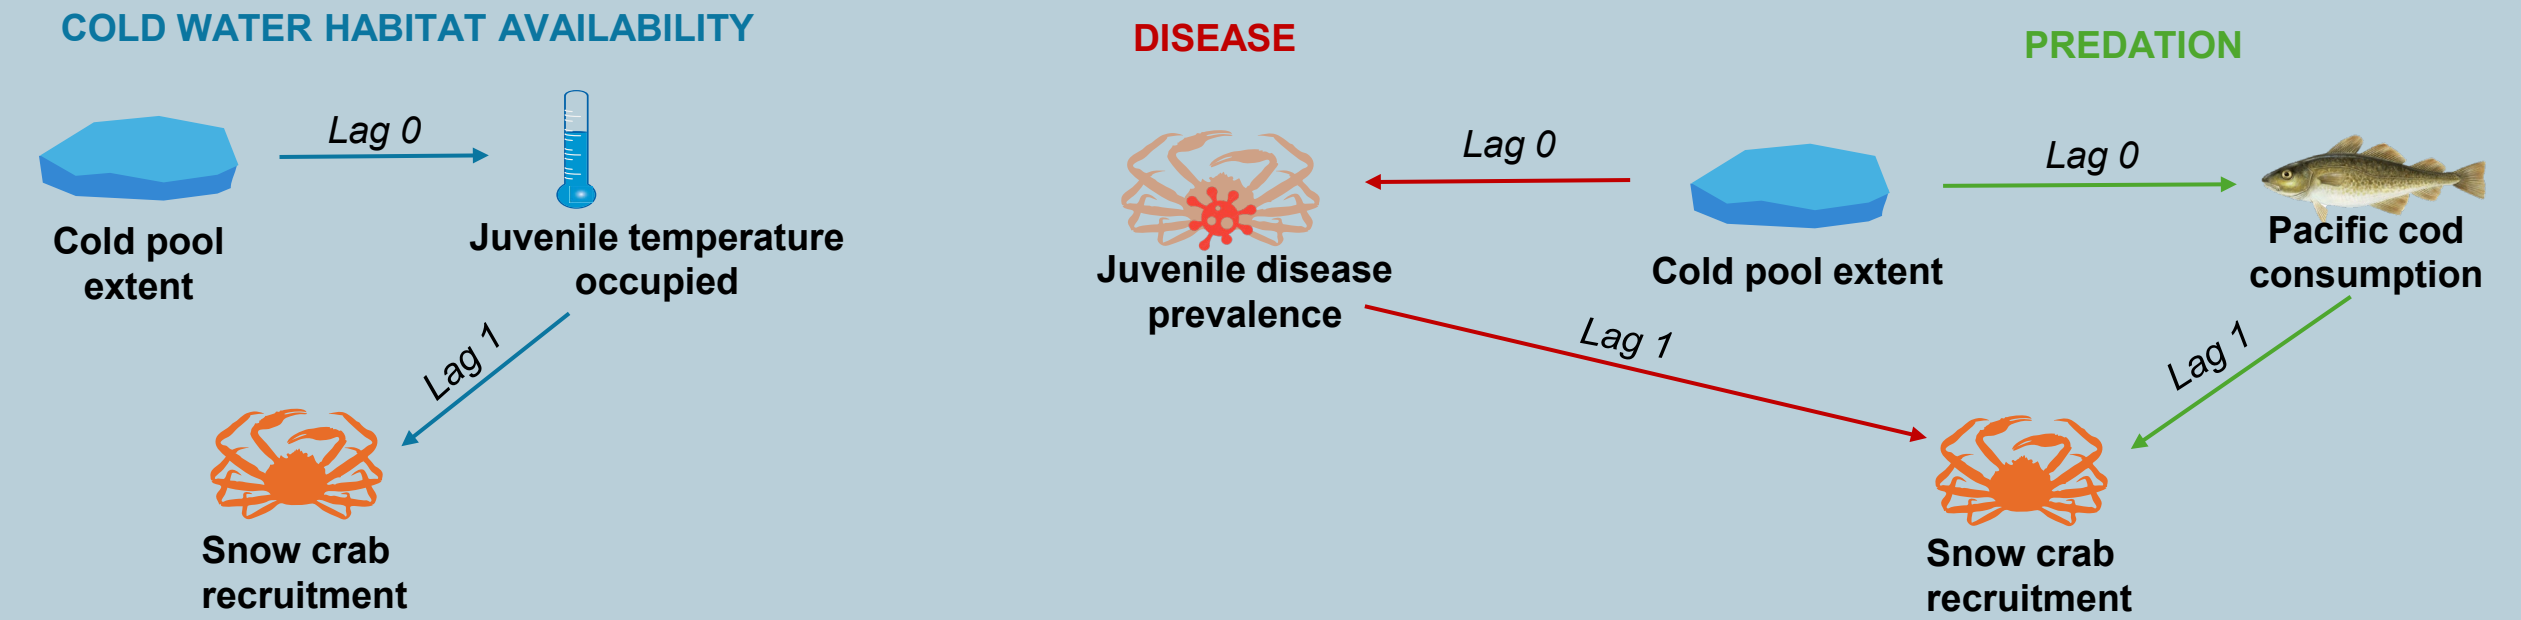 COLD WATER HABITAT AVAILABILITY
Lag 0
Cold pool
extent
Juvenile temperature
occupied
Lag 1
Snow crab
recruitment
DISEASE
PREDATION
Lag 0
Lag 0
Juvenile disease
prevalence
Cold pool extent
Pacific cod
consumption
Lag 1
Lag 1
Snow crab
recruitment